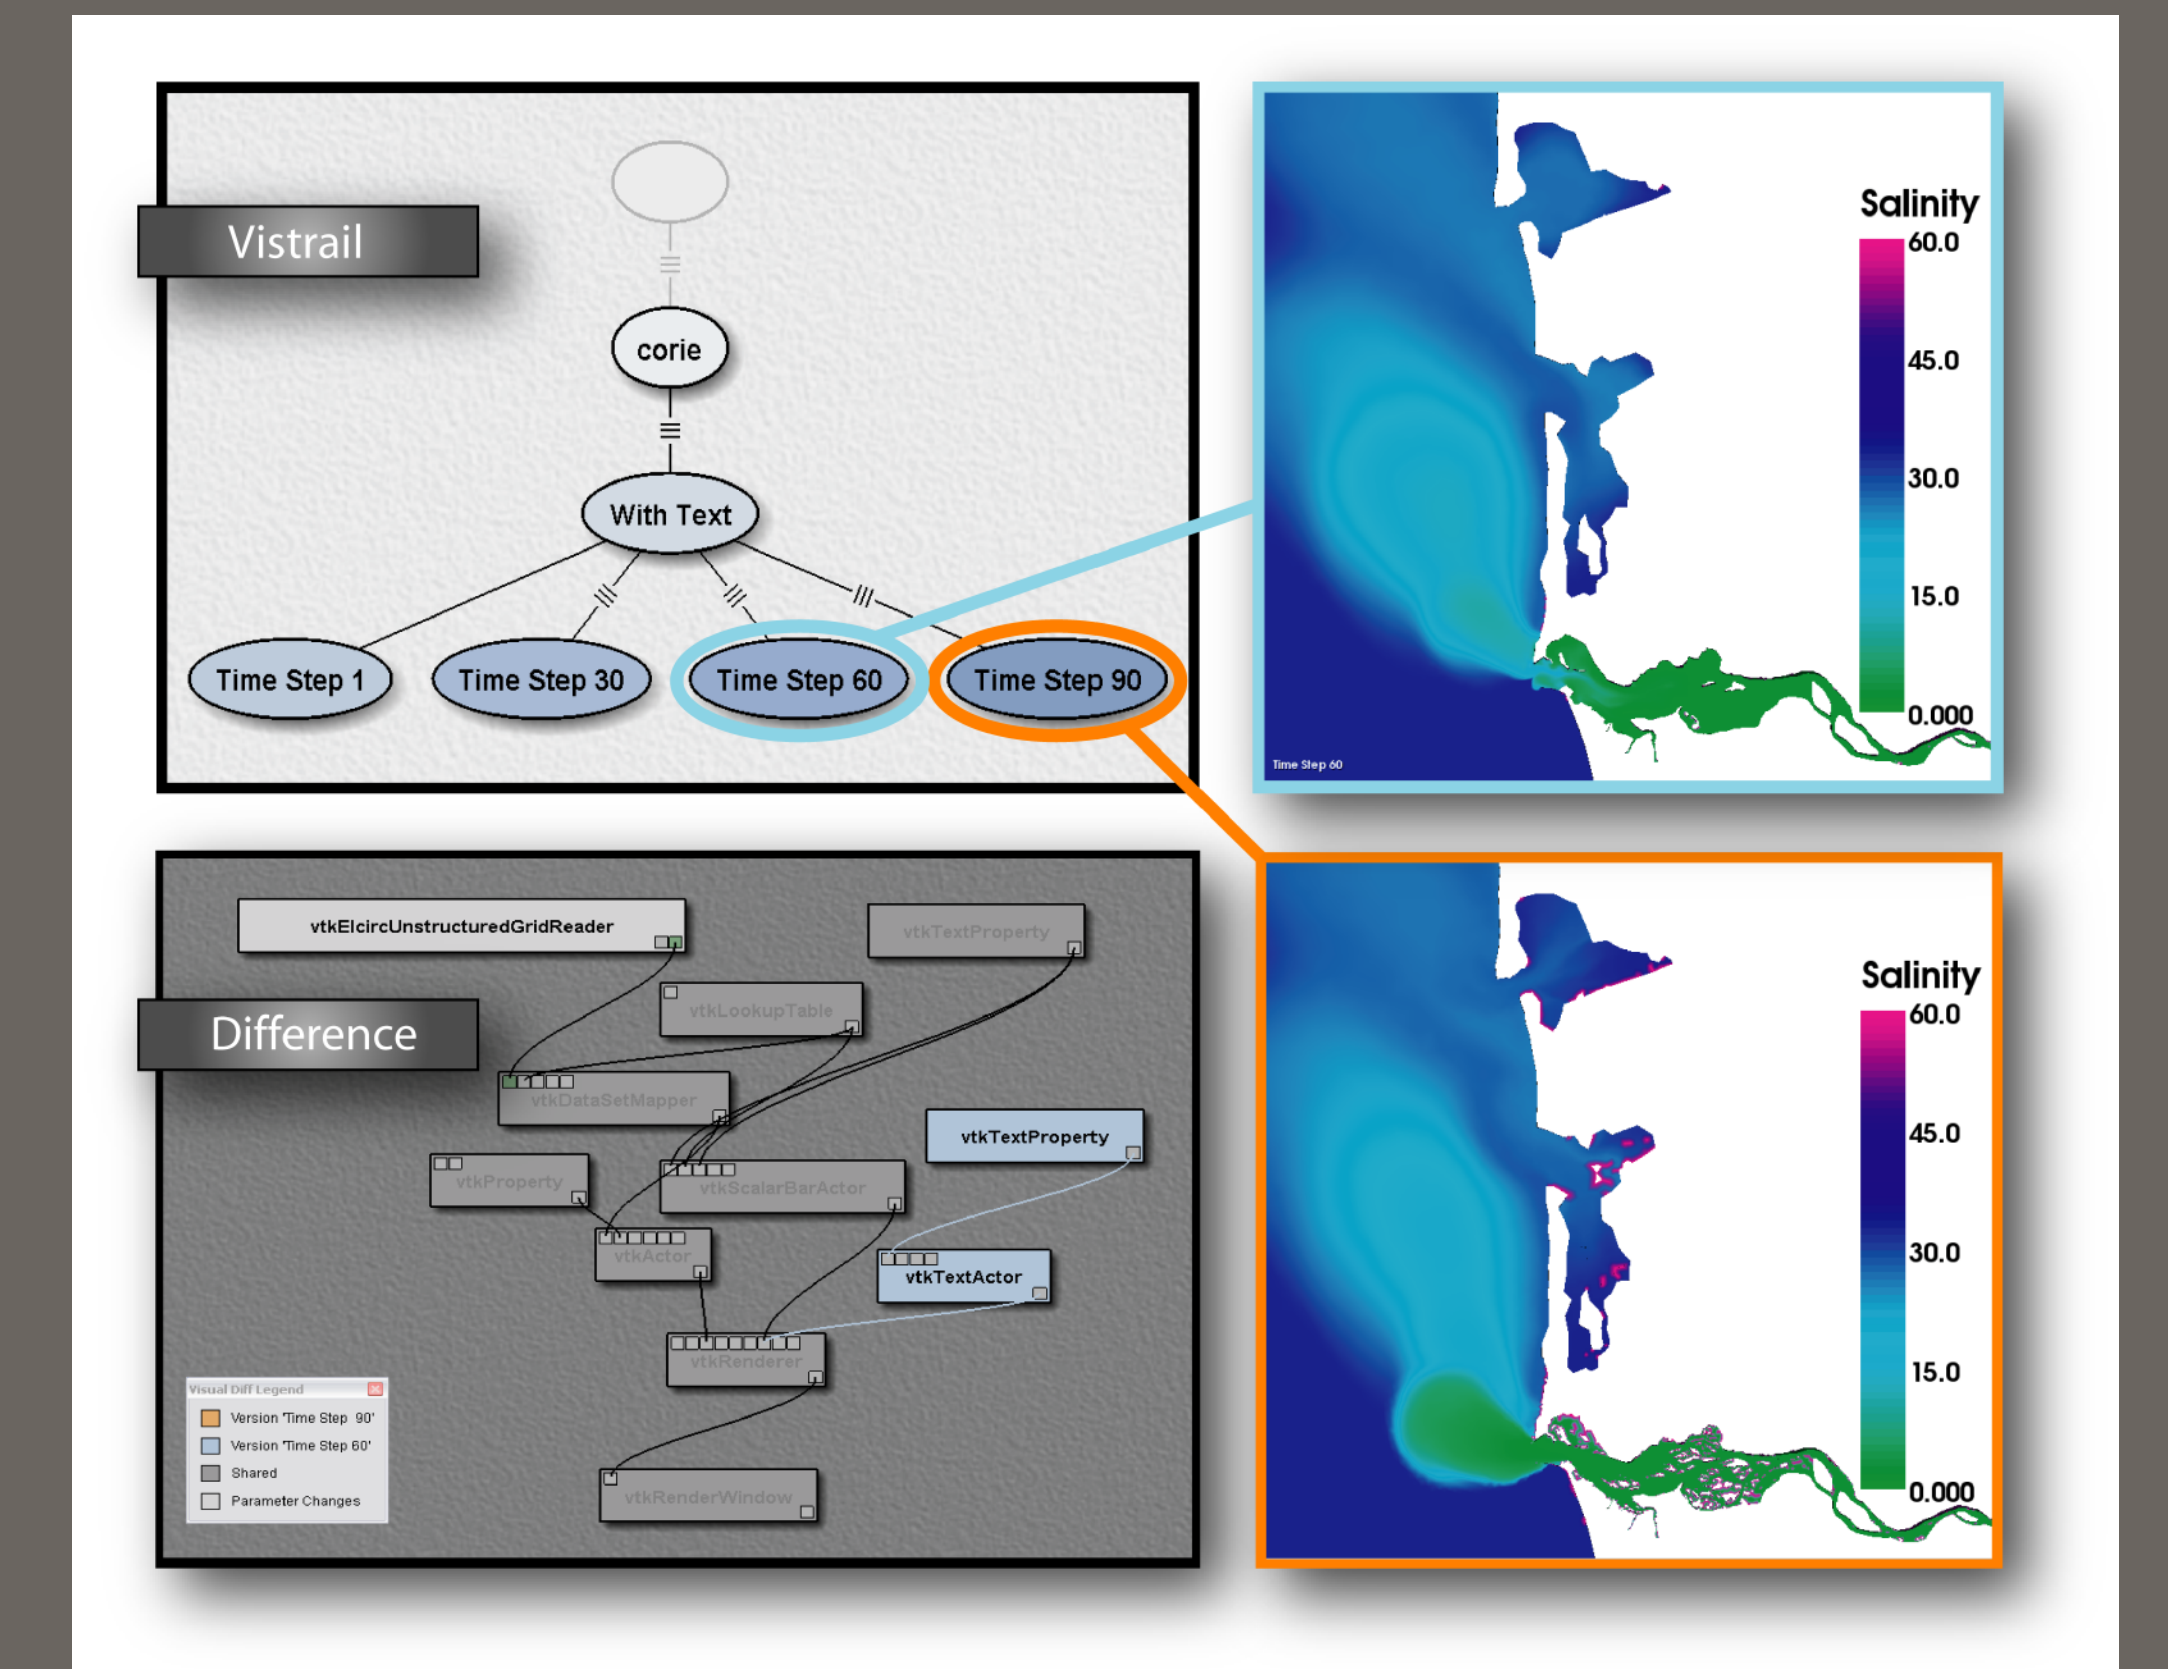 Vistrail
corie
With Text
Time Step 1
Time Step 30
Time Step 60
Time Step 90
Salinity
60.0
45.0
30.0
15.0
0.000
Time Step 60
Difference
vtkElcircUnstructuredGridReader
vtkTextProperty
vtkLookupTable
vtkDataSetMapper
vtkTextProperty
vtkProperty
vtkScalarBarActor
vtkActor
vtkTextActor
vtkRenderer
vtkRenderWindow
Visual Diff Legend
Version 'Time Step 90'
Version 'Time Step 60'
Shared
Parameter Changes
Salinity
60.0
45.0
30.0
15.0
0.000